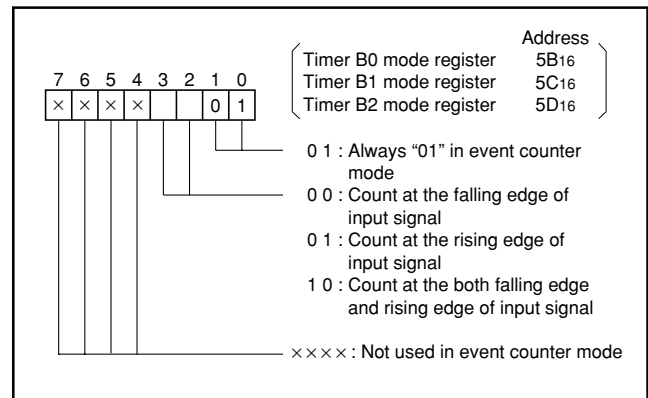 Address
Timer B0 mode register 5B16
Timer B1 mode register 5C16
Timer B2 mode register 5D16
7 6 5 4 3 2 1 0
× × × × 0 1
0 1 : Always “01” in event counter
mode
0 0 : Count at the falling edge of
input signal
0 1 : Count at the rising edge of
input signal
1 0 : Count at the both falling edge
and rising edge of input signal
×××× : Not used in event counter mode